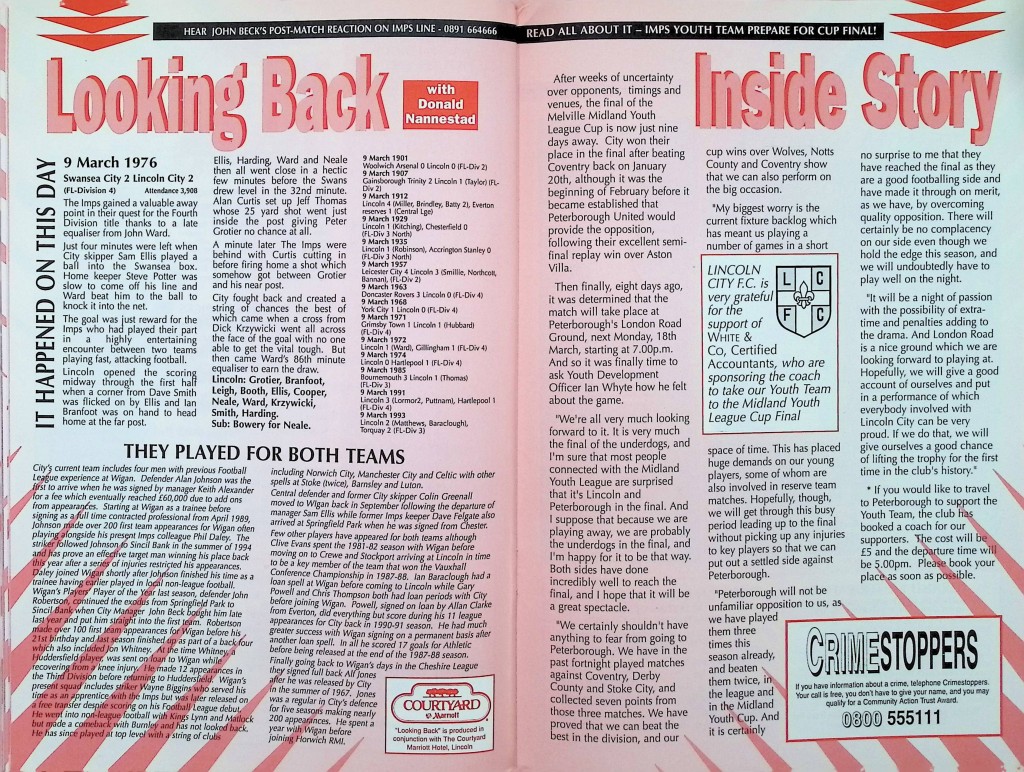 HEAR JOHN BECK'S POST-MATCH REACTION ON IMPS LINE - 0891 664666
Looking Back
with
Donald
Nannestad
IT HAPPENED ON THIS DAY
9 March 1976
Swansea City 2 Lincoln City 2
(FL-Division 4) Attendance 3,908
The Imps gained a valuable away
point in their quest for the Fourth
Division title thanks to a late
equaliser from John Ward.
Just four minutes were left when
City skipper Sam Ellis played a
ball into the Swansea box.
Home keeper Steve Potter was
slow to come off his line and
Ward beat him to the ball to
knock it into the net.
The goal was just reward for the
Imps who had played their part
in a highly entertaining
encounter between two teams
playing fast, attacking football.
Lincoln opened the scoring
midway through the first half
when a corner from Dave Smith
was flicked on by Ellis and Ian
Branfoot was on hand to head
home at the far post.
Ellis, Harding, Ward and Neale
then all went close in a hectic
few minutes before the Swans
drew level in the 32nd minute.
Alan Curtis set up Jeff Thomas
whose 25 yard shot went just
inside the post giving Peter
Grotier no chance at all.
A minute later The Imps were
behind with Curtis cutting in
before firing home a shot which
somehow got between Grotier
and his near post.
City fought back and created a
string of chances the best of
which came when a cross from
Dick Krzywicki went all across
the face of the goal with no one
able to get the vital tough. But
then came Ward's 86th minute
equaliser to earn the draw.
Lincoln: Grotier, Branfoot,
Leigh, Booth, Ellis, Cooper,
Neale, Ward, Krzywicki,
Smith, Harding.
Sub: Bowery for Neale.
9 March 1901
Woolwich Arsenal 0 Lincoln 0 (FL-Div 2)
9 March 1907
Gainsborough Trinity 2 Lincoln 1 (Taylor) (FL-
Div 2)
9 March 1912
Lincoln 4 (Miller, Brindley, Batty 2), Everton
reserves 1 (Central Lge)
9 March 1929
Lincoln 1 (Kitching), Chesterfield 0
(FL-Div 3 North)
9 March 1935
Lincoln 1 (Robinson), Accrington Stanley 0
(FL-Div 3 North)
9 March 1957
Leicester City 4 Lincoln 3 (Smillie, Northcott,
Bannan), (FL-Div 2)
9 March 1963
Doncaster Rovers 3 Lincoln 0 (FL-Div 4)
9 March 1968
York City 1 Lincoln 0 (FL-Div 4)
9 March 1971
Grimsby Town 1 Lincoln 1 (Hubbard)
(FL-Div 4)
9 March 1972
Lincoln 1 (Ward), Gillingham 1 (FL-Div 4)
9 March 1974
Lincoln 0 Hatlepool 1 (FL-Div 4)
9 March 1985
Bournemouth 3 Lincoln 1 (Thomas)
(FL-Div 3)
9 March 1991
Lincoln 3 (Lormor2, Puttnam), Hartlepool 1
(FL-Div 4)
9 March 1993
Lincoln 2 (Matthews, Baraclough),
Torquay 2 (FL-Div 3)
THEY PLAYED FOR BOTH TEAMS
City's current team includes four men with previous Football
League experience at Wigan. Defender Alan Johnson was the
first to arrive when he was signed by manager Keith Alexander
for a fee which eventually reached £60,000 due to add ons
from appearances. Starting at Wigan as a trainee before
signing as a full time contacted professional from April 1989,
Johnson made over 200 first team appearances for Wigan often
playing alongside his present Imps colleague Phil Daley. The
striker followed Johnson to Sincil Bank in the summer of 1994
and has prove an effective target man winning his place back
this year after a series of injuries restricted his appearances.
Daley joined Wigan shortly after Johnson finished his time as a
trainee having earlier played in local non-league football.
Wigan's Player of the Year last season, defender John
Robertson, continued the move from Springfield Park to
Sincil Bank when City Manager John Beck bought him late
last year and put him straight into the first team. Robertson
made over 100 first team appearances for Wigan before his
21st birthday and last season finished up as part of a back four
which also included Jon Whitney. At the time Whitney, a
Huddersfield player, was sent on loan to Wigan while
recovering from a knee injury. He made 12 appearances in
the Third Division before returning to Huddersfield. Wigan's
present squad includes striker Wayne Biggins who served his
time as an apprentice with the Imps but was later released on
a free transfer despite scoring on his Football League debut.
He went into non-league football with Kings Lynn and Matlock
but made a comeback with Burnley and has not looked back.
He has since played at top level with a string of clubs
including Norwich City, Manchester City and Celtic with other
spells at Stoke (twice), Barnsley and Luton.
Central defender and former City skipper Colin Greenall
moved to Wigan back in September following the departure of
manager Sam Ellis while former Imps keeper Dave Felgate also
arrived at Springfield Park when he was signed from Chester.
Few other players have appeared for both teams although
Clive Evans spent the 1981-82 season with Wigan before
moving on to Crewe and Stockport arriving at Lincoln in time
to be a key member of the team that won the Vauxhall
Conference Championship in 1987-88. Ian Baraclough had a
loan spell at Wigan before coming to Lincoln while Gary
Powell and Chris Thompson both had loan periods with City
before joining Wigan. Powell, signed on loan by Allan Clarke
from Everton, did everything but score during his 11 league
appearances for City back in 1990-91 season. He had much
greater success with Wigan signing on a permanent basis after
another loan spell. In all he scored 17 goals for Athletic
before being released at the end of the 1987-88 season.
Finally going back to Wigan's days in the Cheshire League
they signed full back Alf Jones
after he was released by City
in the summer of 1967. Jones
was a regular in City's defence
for five seasons making nearly
200 appearances. He spent a
year with Wigan before
joining Horwich RMI.
COURTYARD
Marriott
"Looking Back" is produced in
conjunction with The Courtyard
Marriott Hotel, Lincoln
READ ALL ABOUT IT – IMPS YOUTH TEAM PREPARE FOR CUP FINAL!
Inside Story
After weeks of uncertainty
over opponents, timings and
venues, the final of the
Melville Midland Youth
League Cup is now just nine
days away. City won their
place in the final after beating
Coventry back on January
20th, although it was the
beginning of February before it
became established that
Peterborough United would
provide the opposition,
following their excellent semi-
final replay win over Aston
Villa.
Then finally, eight days ago,
it was determined that the
match will take place at
Peterborough's London Road
Ground, next Monday, 18th
March, starting at 7.00p.m.
And so it was finally time to
ask Youth Development
Officer Ian Whyte how he felt
about the game.
"We're all very much looking
forward to it. It is very much
the final of the underdogs, and
I'm sure that most people
connected with the Midland
Youth League are surprised
that it's Lincoln and
Peterborough in the final. And
I suppose that because we are
playing away, we are probably
the underdogs in the final, and
I'm happy for it to be that way.
Both sides have done
incredibly well to reach the
final, and I hope that it will be
a great spectacle.
"We certainly shouldn't have
anything to fear from going to
Peterborough. We have in the
past fortnight played matches
against Coventry, Derby
County and Stoke City, and
collected seven points from
those three matches. We have
proved that we can beat the
best in the division, and our
cup wins over Wolves, Notts
County and Coventry show
that we can also perform on
the big occasion.
"My biggest worry is the
current fixture backlog which
has meant us playing a
number of games in a short
LINCOLN
CITY F.C. is
very grateful
for the
support of
WHITE &
Co, Certified
Accountants, who are
sponsoring the coach
to take our Youth Team
to the Midland Youth
League Cup Final
L C
F C
space of time. This has placed
huge demands on our young
players, some of whom are
also involved in reserve team
matches. Hopefully, though,
we will get through this busy
period leading up to the final
without picking up any injuries
to key players so that we can
put out a settled side against
Peterborough.
"Peterborough will not be
unfamiliar opposition to us, as
we have played
them three
times this
season already,
and beaten
them twice, in
the league and
in the Midland
Youth Cup. And
it is certainly
no surprise to me that they
have reached the final as they
are a good footballing side and
have made it through on merit,
as we have, by overcoming
quality opposition. There will
certainly be no complacency
on our side even though we
hold the edge this season, and
we will undoubtedly have to
play well on the night.
"It will be a night of passion
with the possibility of extra-
time and penalties adding to
the drama. And London Road
is a nice ground which we are
looking forward to playing at.
Hopefully, we will give a good
account of ourselves and put
in a performance of which
everybody involved with
Lincoln City can be very
proud. If we do that, we will
give ourselves a good chance
of lifting the trophy for the first
time in the club's history."
* If you would like to travel
to Peterborough to support the
Youth Team, the club has
booked a coach for our
supporters. The cost will be
£5 and the departure time will
be 5.00pm. Please book your
place as soon as possible.
CRIMESTOPPERS
If you have information about a crime, telephone Crimestoppers.
Your call is free, you don't have to give your name, and you may
qualify for a Community Action Trust Award.
0800 555111